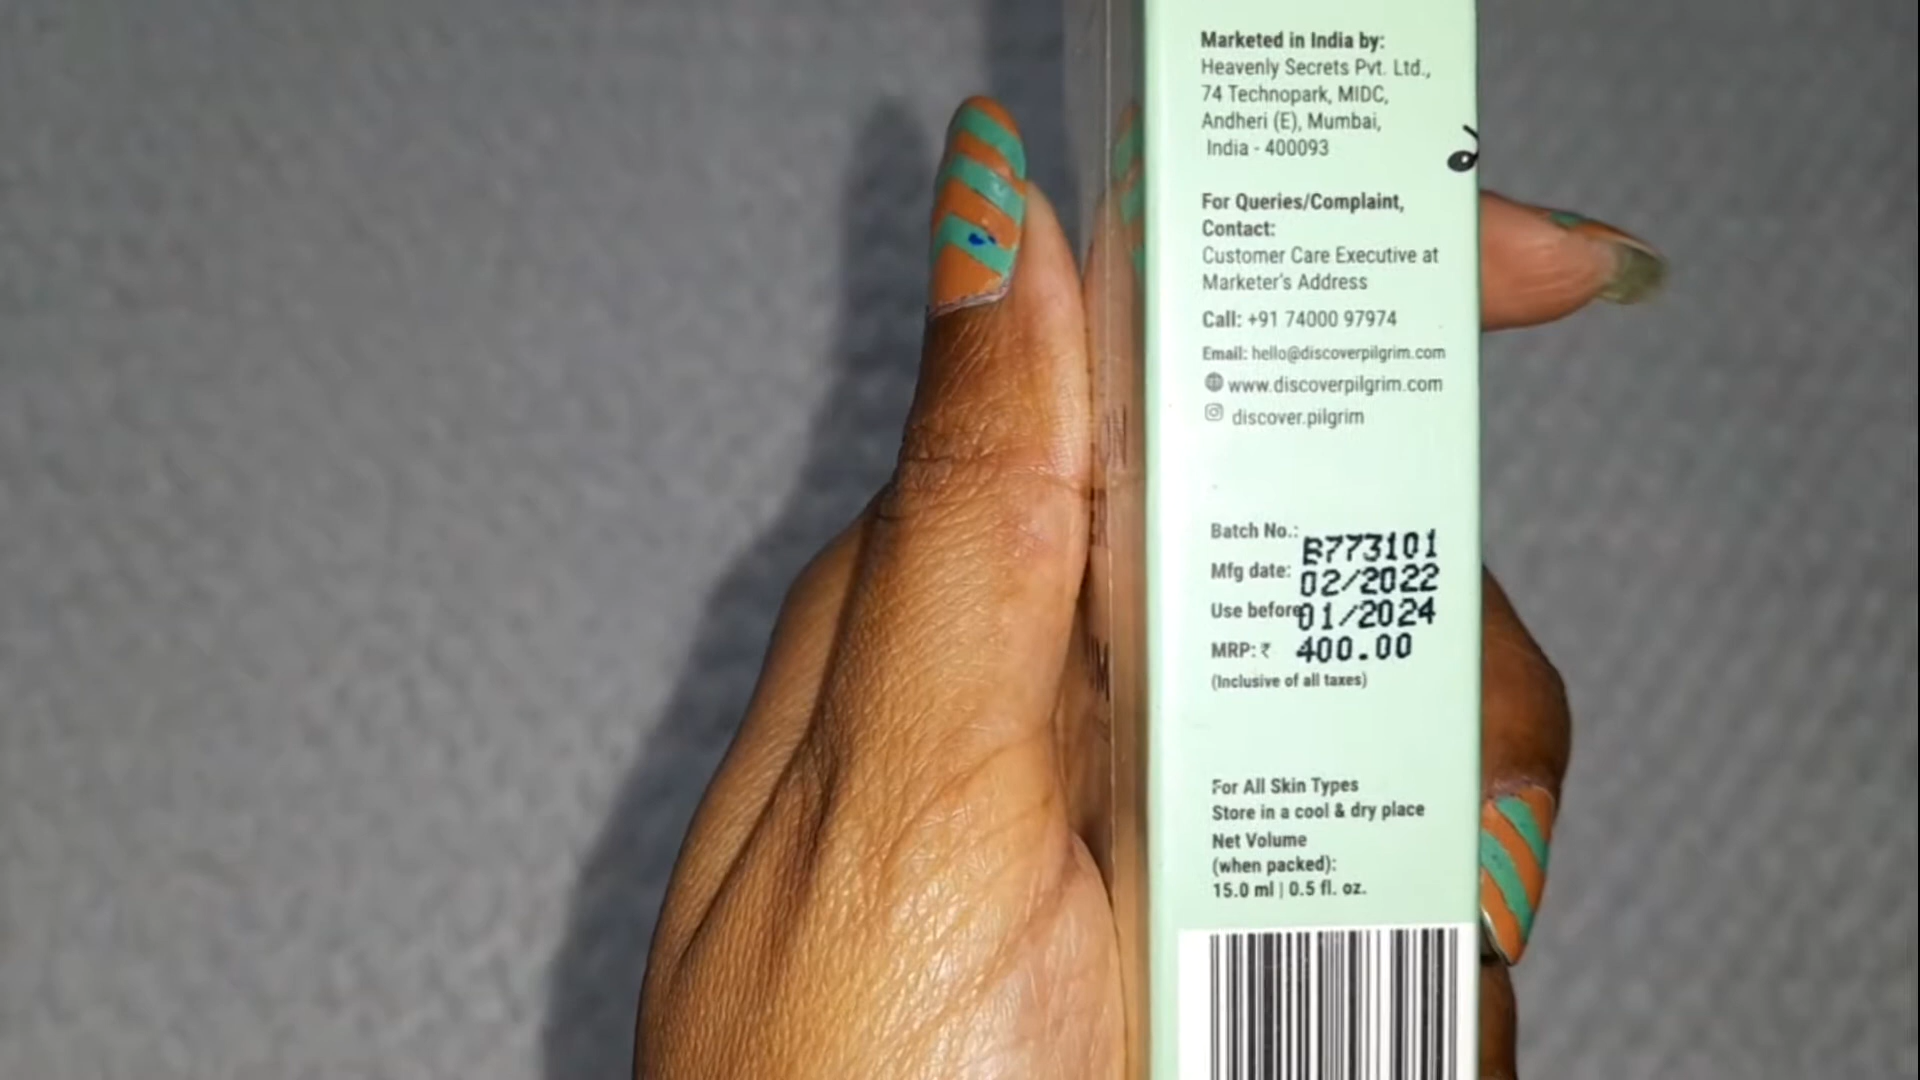 Marketed in India by:
Heavenly Secrets Pvt. Ltd.,
74 Technopark, MIDC,
Andheri (E), Mumbai,
India - 400093
For Queries/Complaint,
Contact:
Customer Care Executive at
Marketer's Address
Call: +91 74000 97974
Email: hello@discoverpilgrim.com
www.discoverpilgrim.com
discover.pilgrim
Batch No.: B773101
Mfg date: 02/2022
Use before 01/2024
MRP: ₹ 400.00
(Inclusive of all taxes)
For All Skin Types
Store in a cool & dry place
Net Volume
(when packed):
15.0 ml | 0.5 fl. oz.